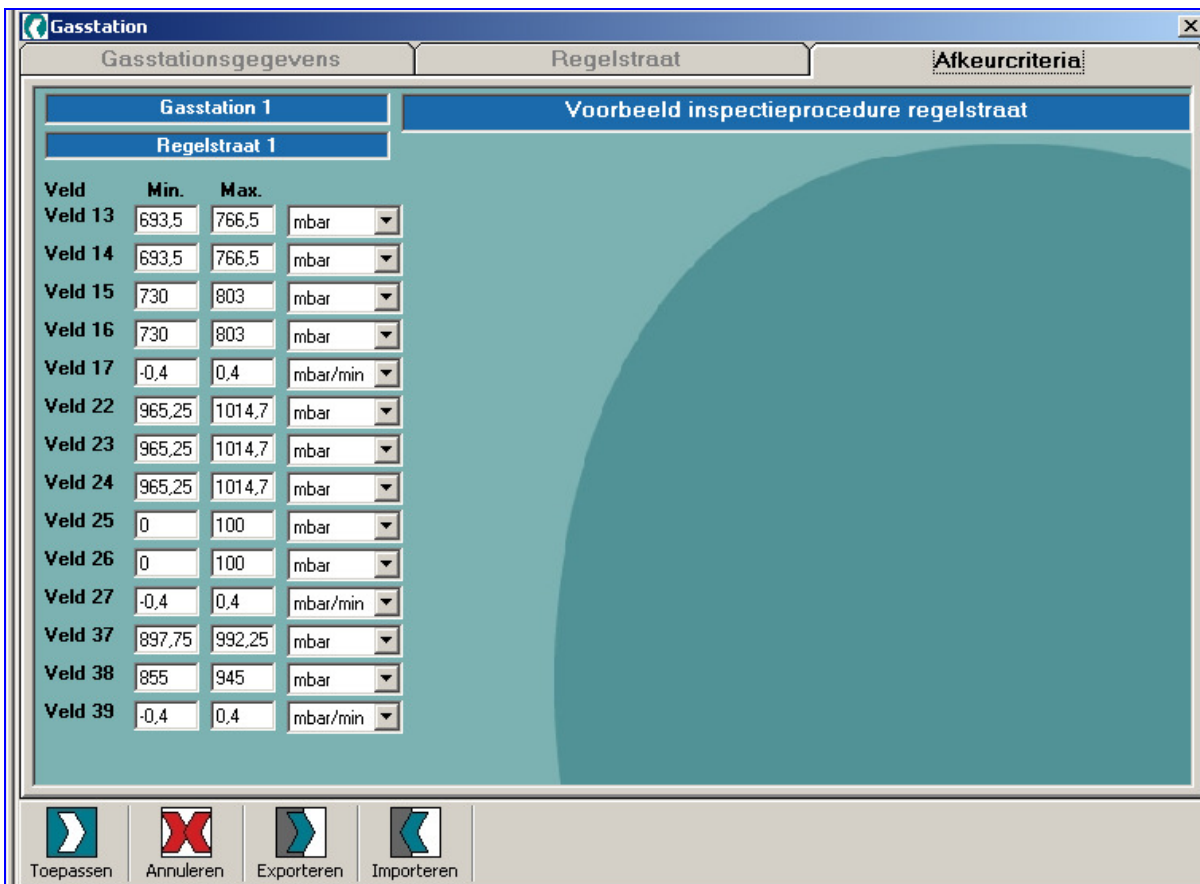 Gasstation
Gasstationsgegevens Regelstraat Afkeurcriteria
Gasstation 1 Voorbeeld inspectieprocedure regelstraat
Regelstraat 1
Veld Min. Max.
Veld 13 693,5 766,5 mbar
Veld 14 693,5 766,5 mbar
Veld 15 730 803 mbar
Veld 16 730 803 mbar
Veld 17 -0,4 0,4 mbar/min
Veld 22 965,25 1014,7 mbar
Veld 23 965,25 1014,7 mbar
Veld 24 965,25 1014,7 mbar
Veld 25 0 100 mbar
Veld 26 0 100 mbar
Veld 27 -0,4 0,4 mbar/min
Veld 37 897,75 992,25 mbar
Veld 38 855 945 mbar
Veld 39 -0,4 0,4 mbar/min
Toepassen Annuleren Exporteren Importeren